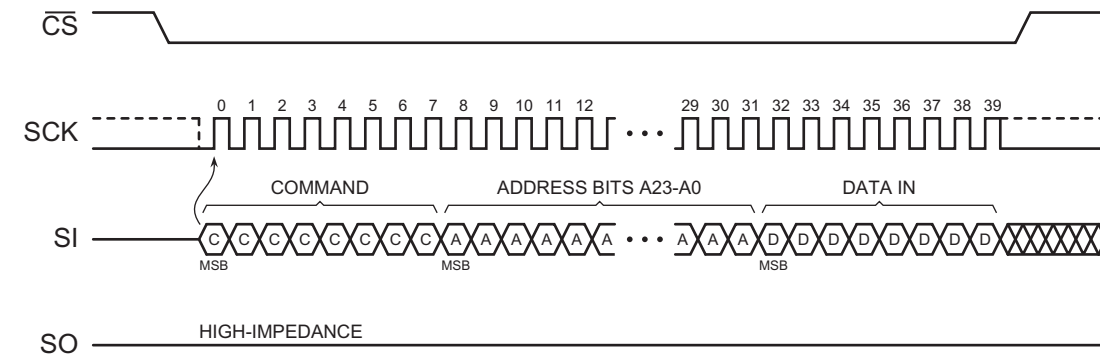 CS
0 1 2 3 4 5 6 7 8 9 10 11 12 29 30 31 32 33 34 35 36 37 38 39
SCK
COMMAND ADDRESS BITS A23-A0 DATA IN
SI C C C C C C C C A A A A A A A A A D D D D D D D D
MSB MSB MSB
HIGH-IMPEDANCE
SO